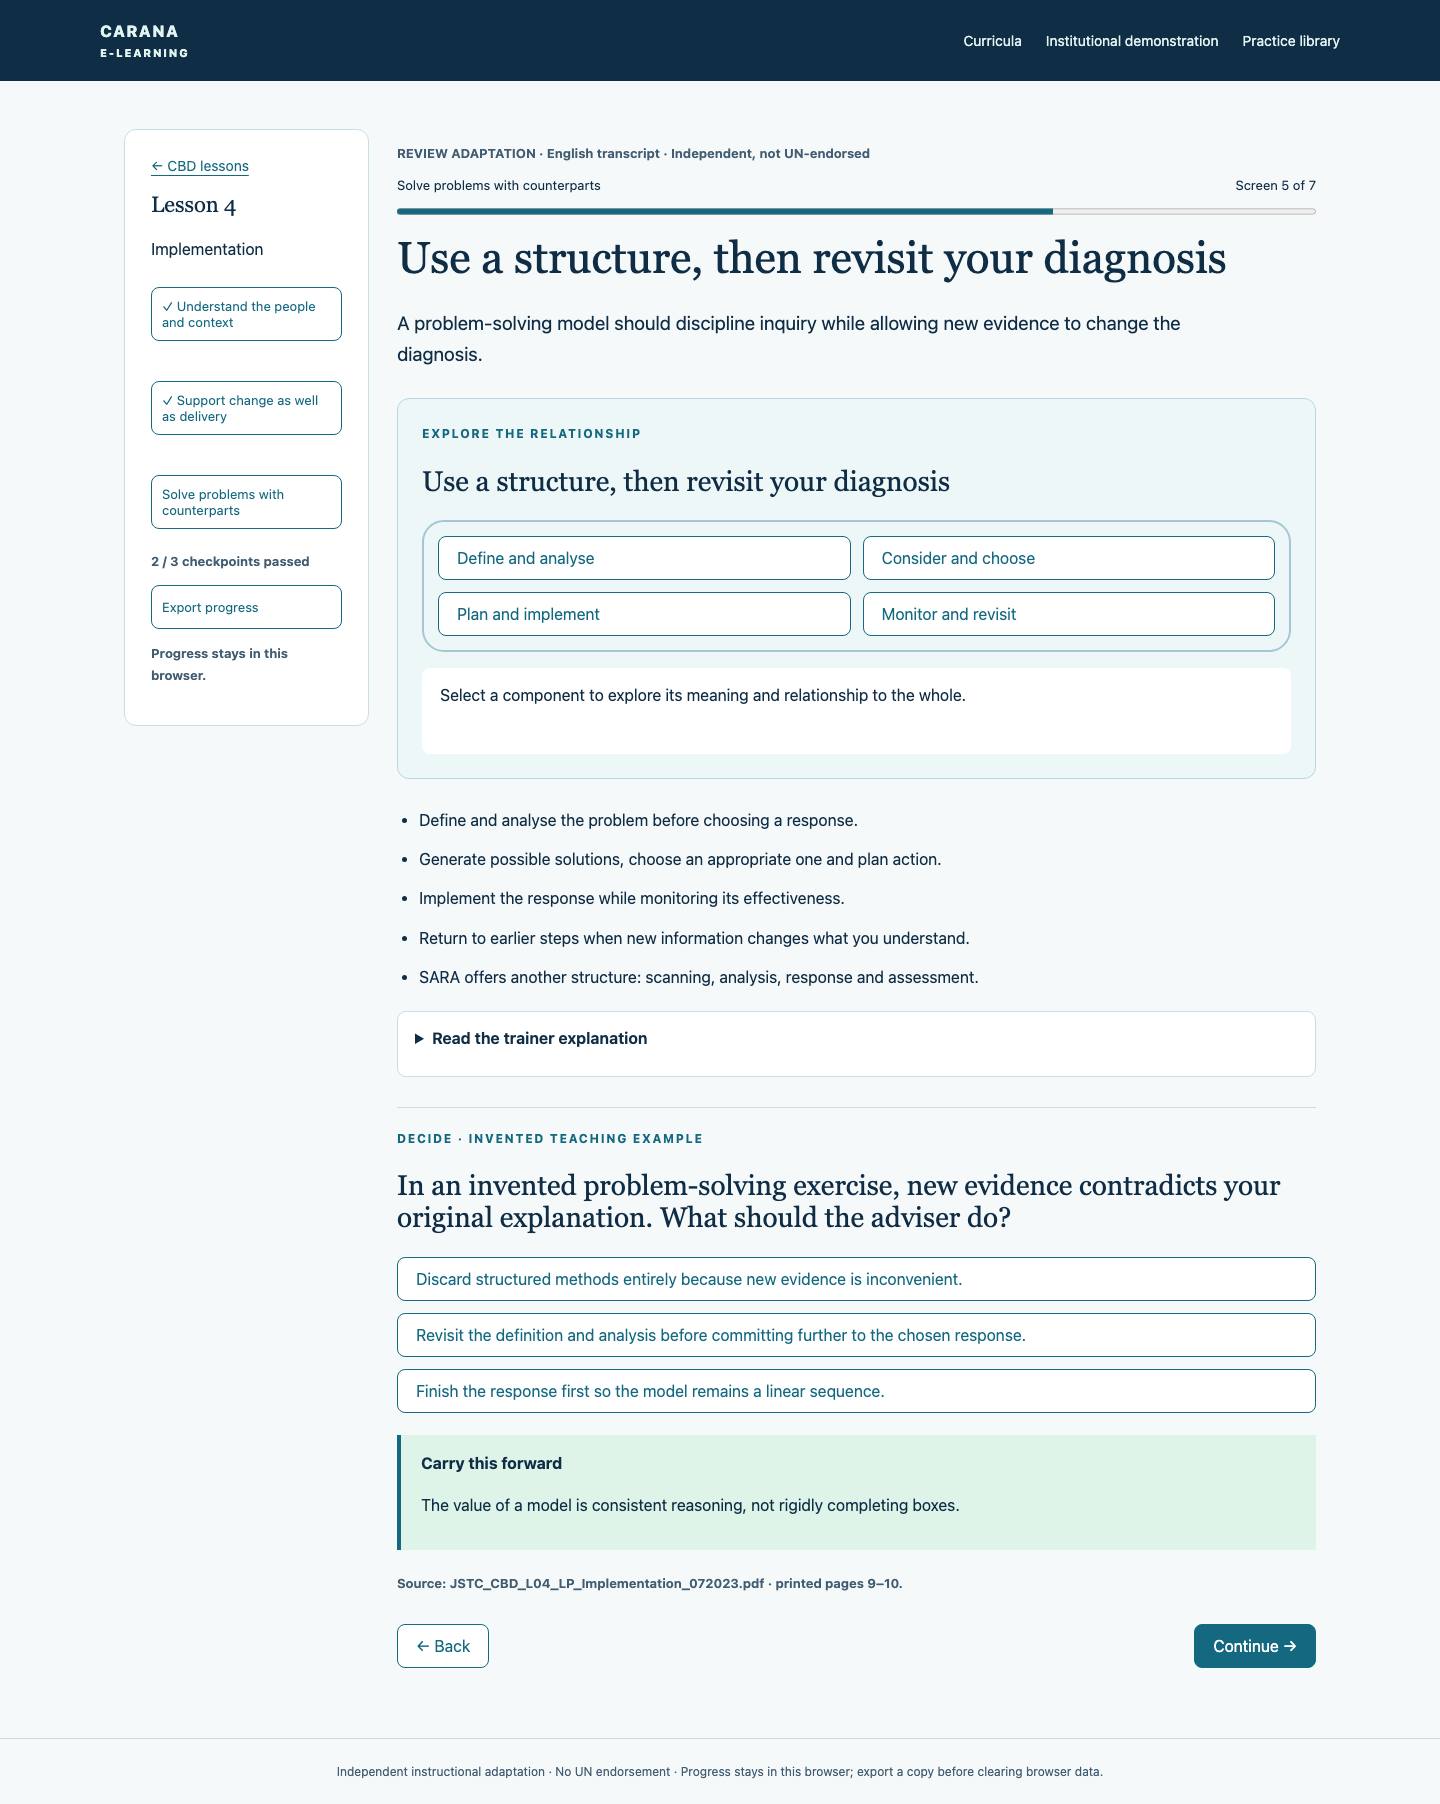 CARANA
E-LEARNING
Curricula
Institutional demonstration
Practice library
← CBD lessons
Lesson 4
Implementation
✓ Understand the people
and context
✓ Support change as well
as delivery
Solve problems with
counterparts
2 / 3 checkpoints passed
Export progress
Progress stays in this
browser.
REVIEW ADAPTATION · English transcript · Independent, not UN-endorsed
Solve problems with counterparts
Screen 5 of 7
Use a structure, then revisit your diagnosis
A problem-solving model should discipline inquiry while allowing new evidence to change the
diagnosis.
EXPLORE THE RELATIONSHIP
Use a structure, then revisit your diagnosis
Define and analyse
Consider and choose
Plan and implement
Monitor and revisit
Select a component to explore its meaning and relationship to the whole.
• Define and analyse the problem before choosing a response.
• Generate possible solutions, choose an appropriate one and plan action.
• Implement the response while monitoring its effectiveness.
• Return to earlier steps when new information changes what you understand.
• SARA offers another structure: scanning, analysis, response and assessment.
▶ Read the trainer explanation
DECIDE · INVENTED TEACHING EXAMPLE
In an invented problem-solving exercise, new evidence contradicts your
original explanation. What should the adviser do?
Discard structured methods entirely because new evidence is inconvenient.
Revisit the definition and analysis before committing further to the chosen response.
Finish the response first so the model remains a linear sequence.
Carry this forward
The value of a model is consistent reasoning, not rigidly completing boxes.
Source: JSTC_CBD_L04_LP_Implementation_072023.pdf · printed pages 9–10.
← Back
Continue →
Independent instructional adaptation · No UN endorsement · Progress stays in this browser; export a copy before clearing browser data.